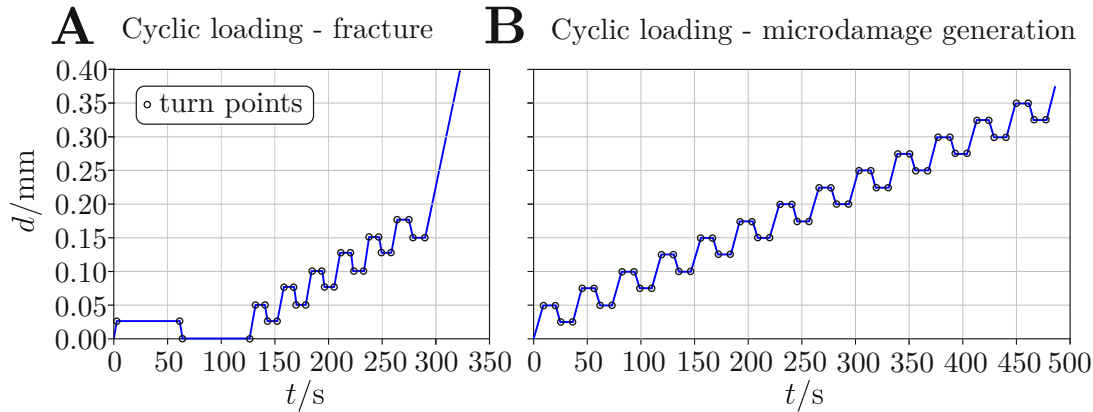 A Cyclic loading - fracture
B Cyclic loading - microdamage generation
turn points
d/mm
0.40
0.35
0.30
0.25
0.20
0.15
0.10
0.05
0.00
0 50 100 150 200 250 300 350
t/s
0 50 100 150 200 250 300 350 400 450 500
t/s